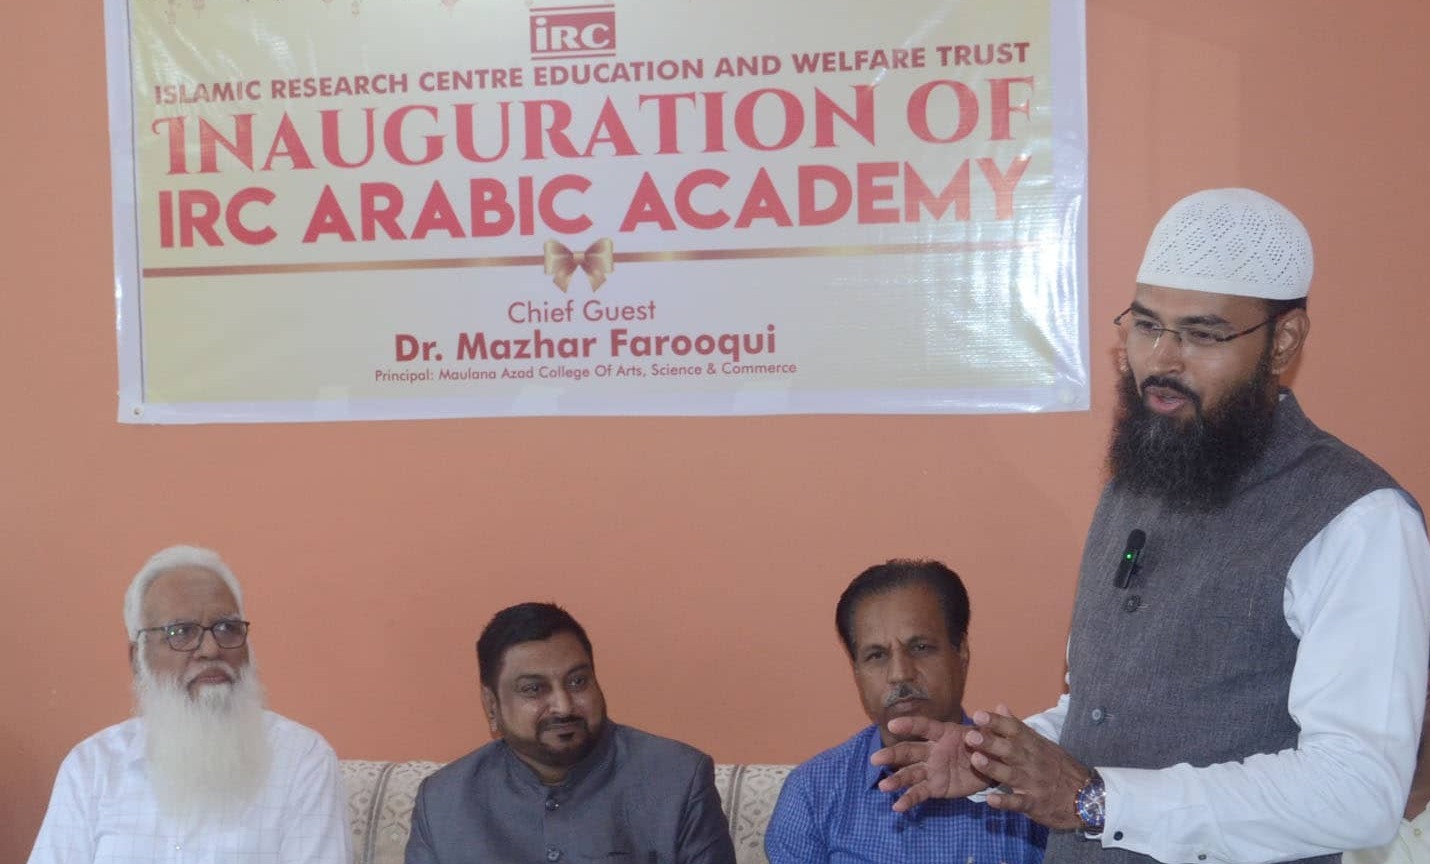 iRC
ISLAMIC RESEARCH CENTRE EDUCATION AND WELFARE TRUST
INAUGURATION OF
IRC ARABIC ACADEMY
Chief Guest
Dr. Mazhar Farooqui
Principal: Maulana Azad College Of Arts, Science & Commerce